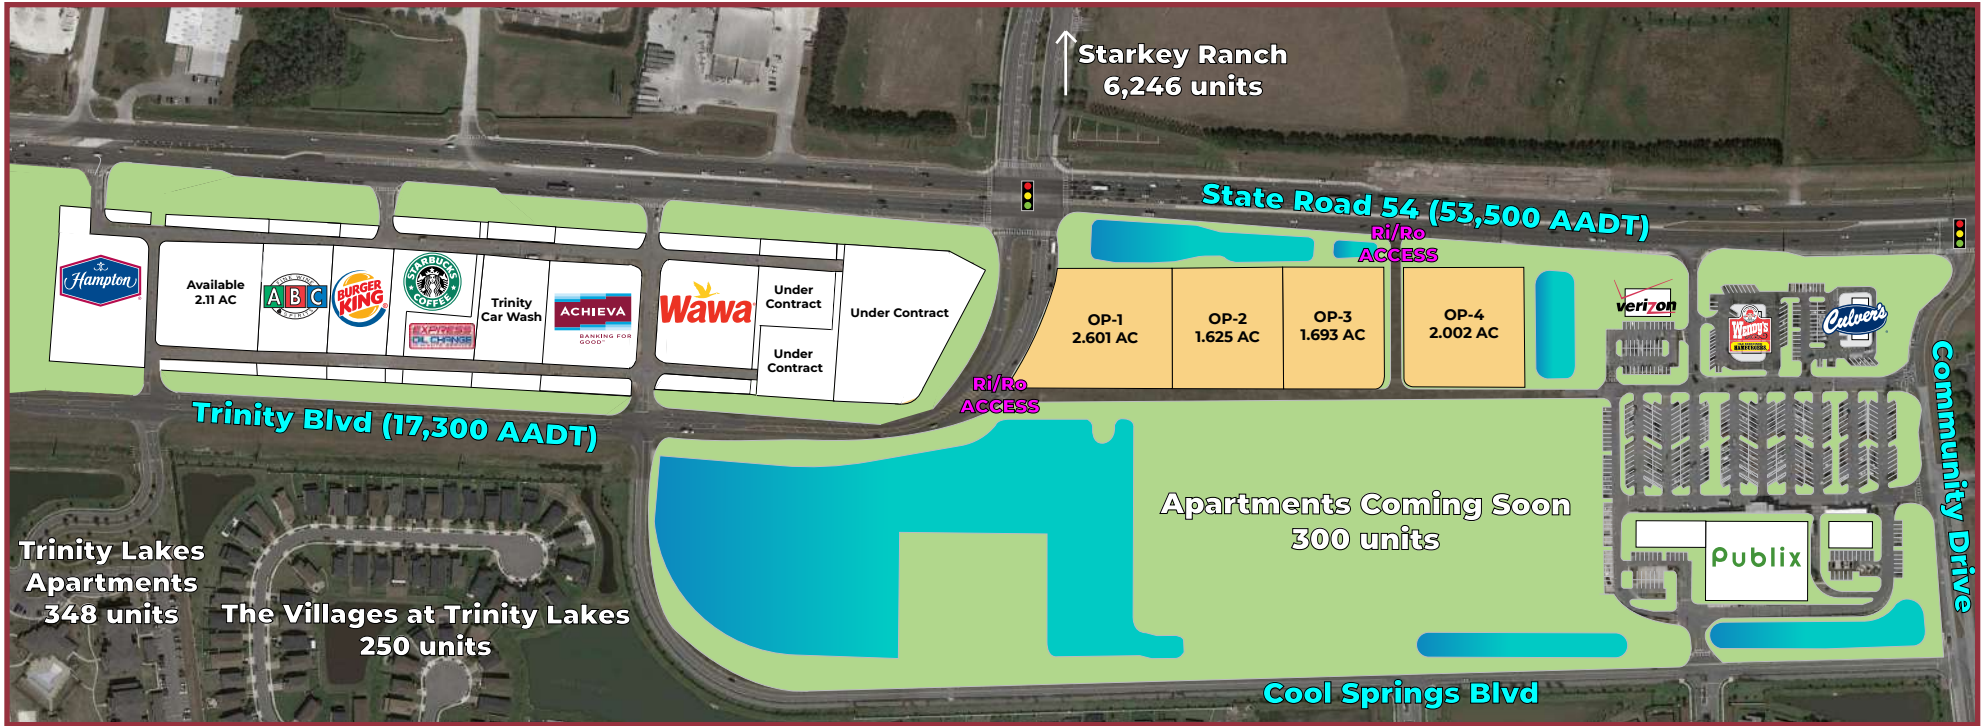 Starkey Ranch
6,246 units
State Road 54 (53,500 AADT)
Ri/Ro
ACCESS
Hampton
Available
2.11 AC
FINE WINE
ABC
SPIRITS
BURGER
KING
STARBUCKS
COFFEE
EXPRESS
OIL CHANGE
Trinity
Car Wash
ACHIEVA
BANKING FOR
GOOD
Wawa
Under
Contract
Under
Contract
Under Contract
OP-1
2.601 AC
OP-2
1.625 AC
OP-3
1.693 AC
OP-4
2.002 AC
verizon
Wendy's
HAMBURGERS
Culver's
Ri/Ro
ACCESS
Trinity Blvd (17,300 AADT)
Community Drive
Apartments Coming Soon
300 units
Publix
Trinity Lakes
Apartments
348 units
The Villages at Trinity Lakes
250 units
Cool Springs Blvd